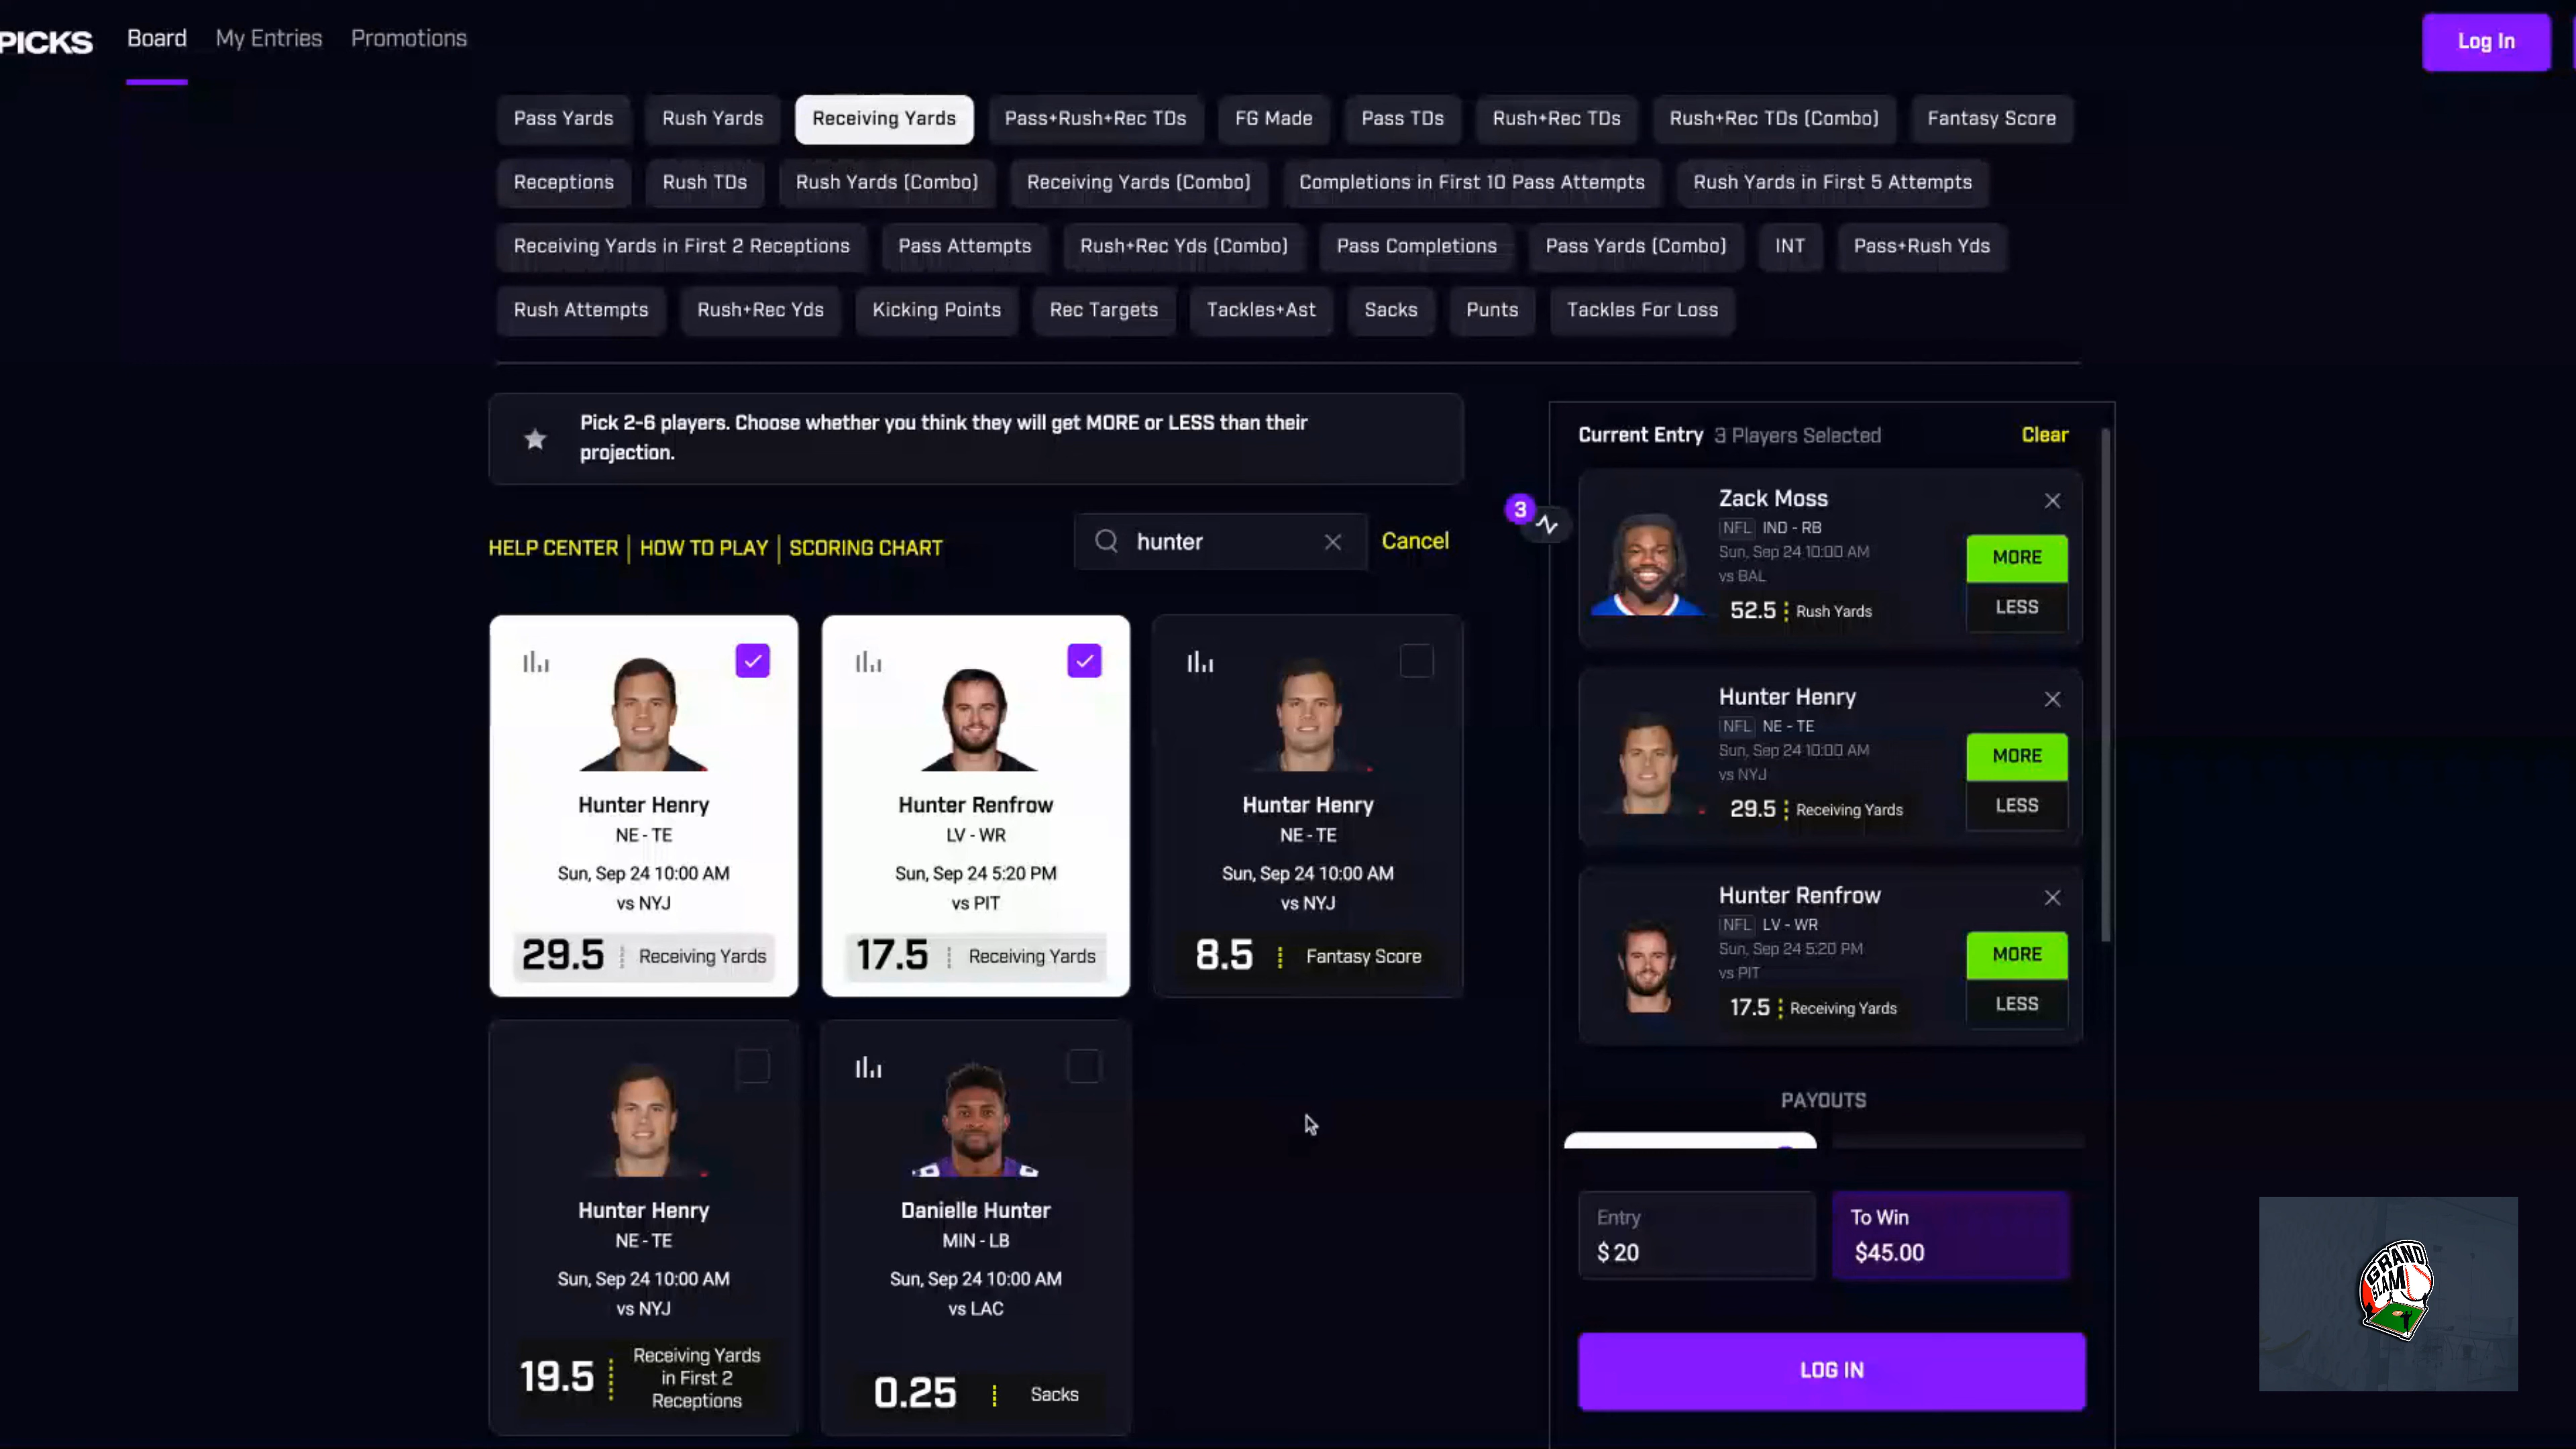 PICKS
Board
My Entries
Promotions
Log In
Pass Yards
Rush Yards
Receiving Yards
Pass+Rush+Rec TDs
FG Made
Pass TDs
Rush+Rec TDs
Rush+Rec TDs (Combo)
Fantasy Score
Receptions
Rush TDs
Rush Yards (Combo)
Receiving Yards (Combo)
Completions in First 10 Pass Attempts
Rush Yards in First 5 Attempts
Receiving Yards in First 2 Receptions
Pass Attempts
Rush+Rec Yds (Combo)
Pass Completions
Pass Yards (Combo)
INT
Pass+Rush Yds
Rush Attempts
Rush+Rec Yds
Kicking Points
Rec Targets
Tackles+Ast
Sacks
Punts
Tackles For Loss
Pick 2-6 players. Choose whether you think they will get MORE or LESS than their
projection.
HELP CENTER
HOW TO PLAY
SCORING CHART
hunter
Cancel
Hunter Henry
NE - TE
Sun, Sep 24 10:00 AM
vs NYJ
29.5
Receiving Yards
Hunter Renfrow
LV - WR
Sun, Sep 24 5:20 PM
vs PIT
17.5
Receiving Yards
Hunter Henry
NE - TE
Sun, Sep 24 10:00 AM
vs NYJ
8.5
Fantasy Score
Hunter Henry
NE - TE
Sun, Sep 24 10:00 AM
vs NYJ
19.5
Receiving Yards
in First 2
Receptions
Danielle Hunter
MIN - LB
Sun, Sep 24 10:00 AM
vs LAC
0.25
Sacks
3
Current Entry
3 Players Selected
Clear
Zack Moss
NFL IND - RB
Sun, Sep 24 10:00 AM
vs BAL
52.5
Rush Yards
MORE
LESS
Hunter Henry
NFL NE - TE
Sun, Sep 24 10:00 AM
vs NYJ
29.5
Receiving Yards
MORE
LESS
Hunter Renfrow
NFL LV - WR
Sun, Sep 24 5:20 PM
vs PIT
17.5
Receiving Yards
MORE
LESS
PAYOUTS
Entry
$ 20
To Win
$45.00
LOG IN
GRAND
SLAM